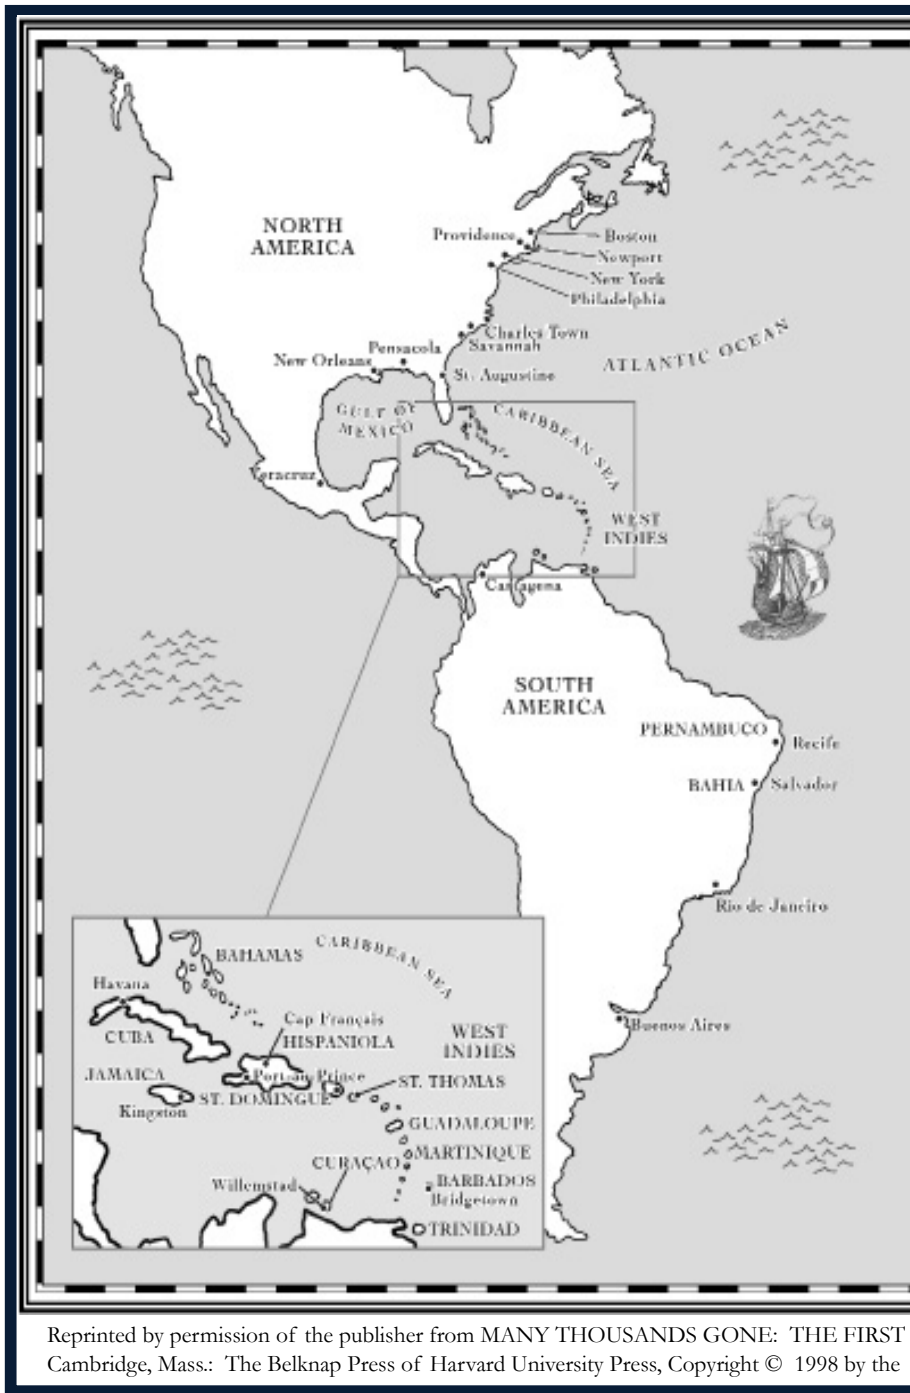 NORTH
AMERICA
Providence
Boston
Newport
New York
Philadelphia
Charles Town
Savannah
Pensacola
New Orleans
St. Augustine
ATLANTIC OCEAN
GULF OF
MEXICO
CARIBBEAN SEA
eracruz
WEST
INDIES
Cartagena
SOUTH
AMERICA
PERNAMBUCO
Recife
BAHIA
Salvador
Rio de Janeiro
Buenos Aires
CARIBBEAN SEA
BAHAMAS
Havana
Cap Français
HISPANIOLA
CUBA
WEST
INDIES
JAMAICA
Port-au-Prince
ST. THOMAS
ST. DOMINGUE
Kingston
GUADALOUPE
MARTINIQUE
CURAÇAO
Willemstad
BARBADOS
Bridgetown
TRINIDAD
Reprinted by permission of the publisher from MANY THOUSANDS GONE: THE FIRST
Cambridge, Mass.: The Belknap Press of Harvard University Press, Copyright © 1998 by the